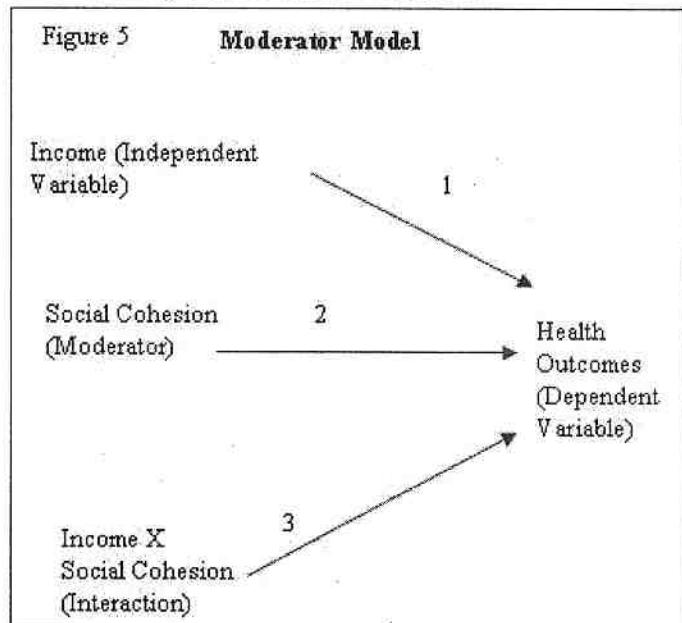 Figure 5 Moderator Model
Income (Independent
Variable)
1
Social Cohesion
(Moderator)
2
Health
Outcomes
(Dependent
Variable)
3
Income X
Social Cohesion
(Interaction)